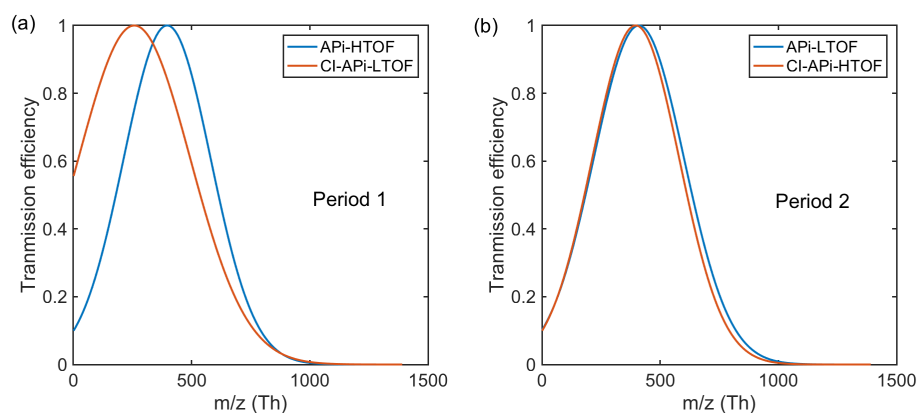 (a)
1
0.8
0.6
0.4
0.2
0
Tranmission efficiency
APi-HTOF
CI-APi-LTOF
Period 1
0 500 1000 1500
m/z (Th)
(b)
1
0.8
0.6
0.4
0.2
0
Tranmission efficiency
APi-LTOF
CI-APi-HTOF
Period 2
0 500 1000 1500
m/z (Th)